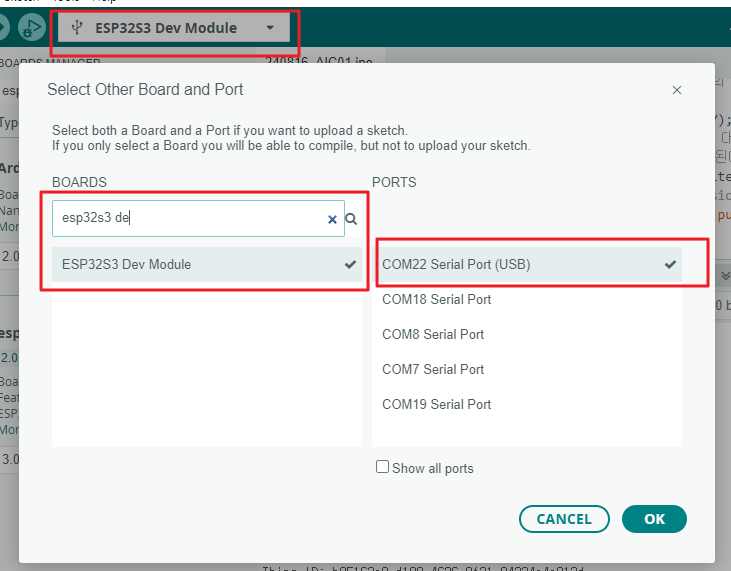 ESP32S3 Dev Module
Select Other Board and Port
Select both a Board and a Port if you want to upload a sketch.
If you only select a Board you will be able to compile, but not to upload your sketch.
BOARDS
PORTS
esp32s3 de
ESP32S3 Dev Module
COM22 Serial Port (USB)
COM18 Serial Port
COM8 Serial Port
COM7 Serial Port
COM19 Serial Port
Show all ports
CANCEL
OK